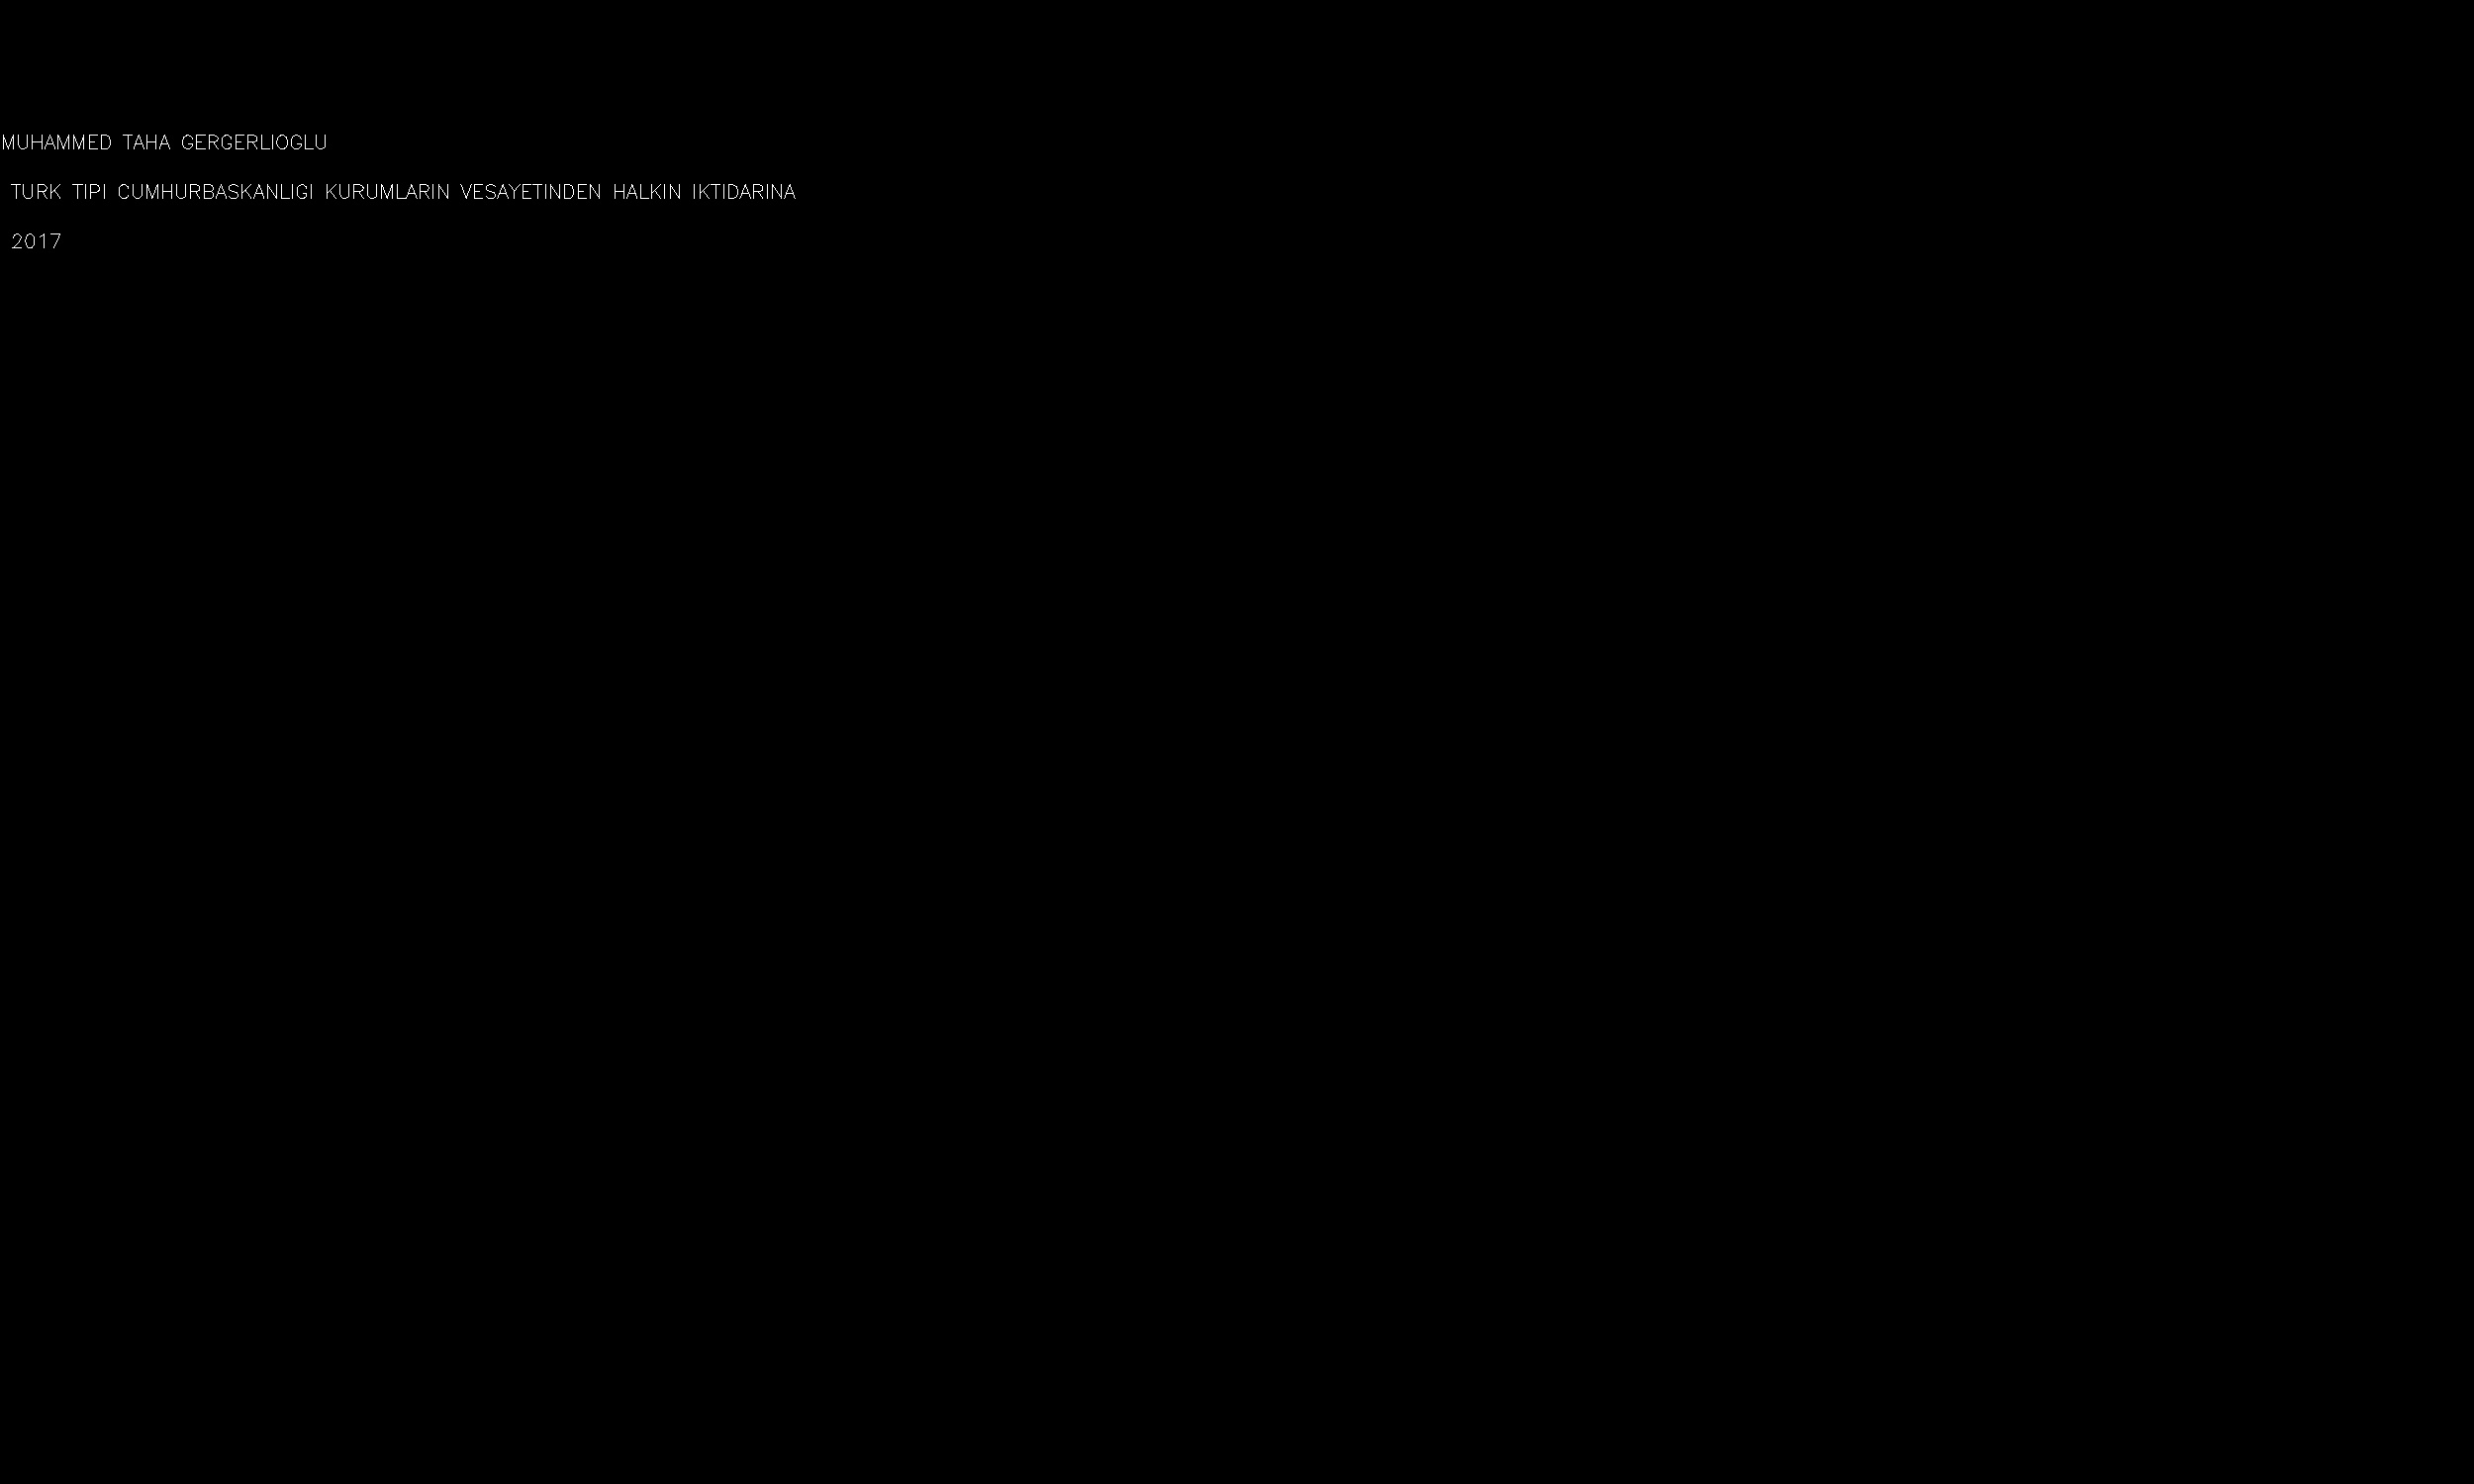 MUHAMMED TAHA GERGERLIOGLU
TURK TIPI CUMHURBASKANLIGI KURUMLARIN VESAYETINDEN HALKIN IKTIDARINA
2017